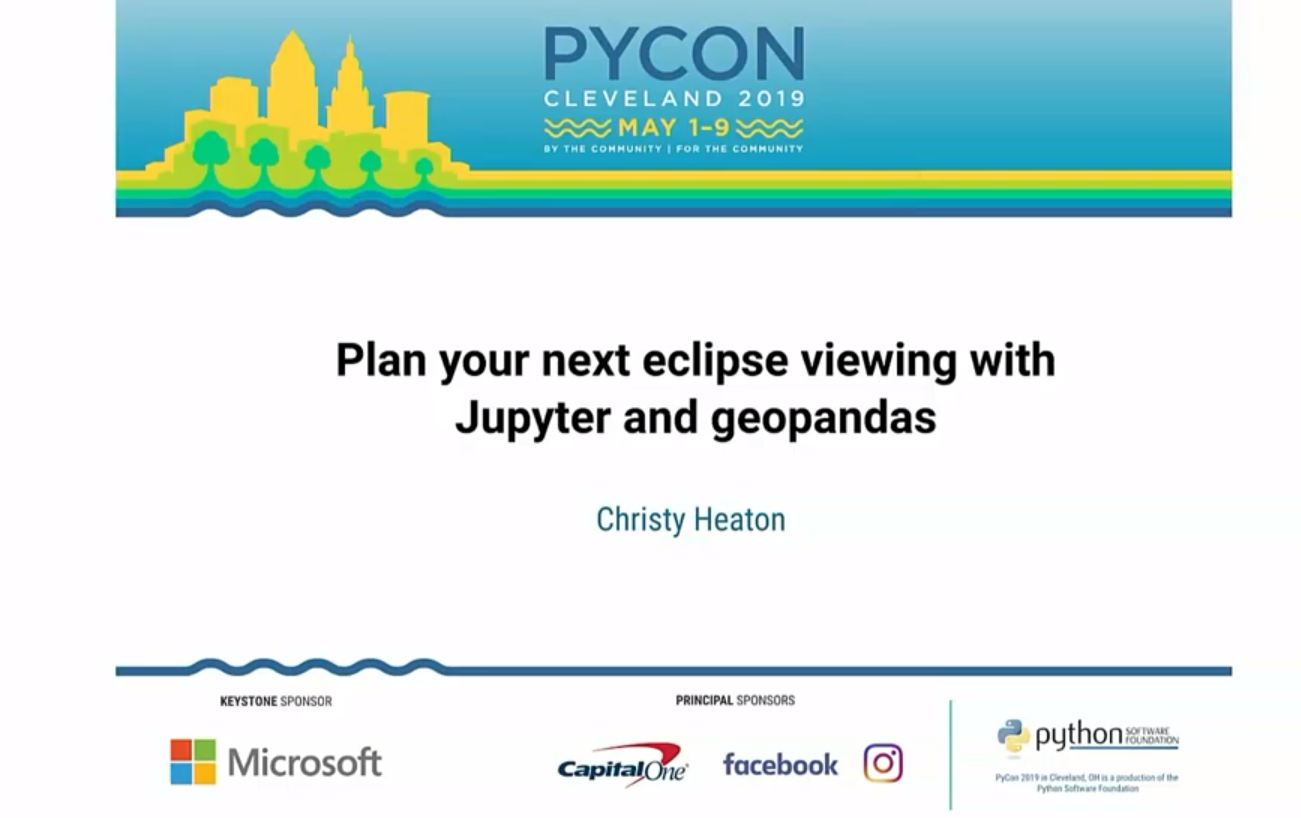 PYCON
CLEVELAND 2019
MAY 1-9
BY THE COMMUNITY | FOR THE COMMUNITY
Plan your next eclipse viewing with
Jupyter and geopandas
Christy Heaton
KEYSTONE SPONSOR
PRINCIPAL SPONSORS
Microsoft
CapitalOne
facebook
python SOFTWARE
FOUNDATION
PyCon 2019 in Cleveland, OH is a production of the
Python Software Foundation